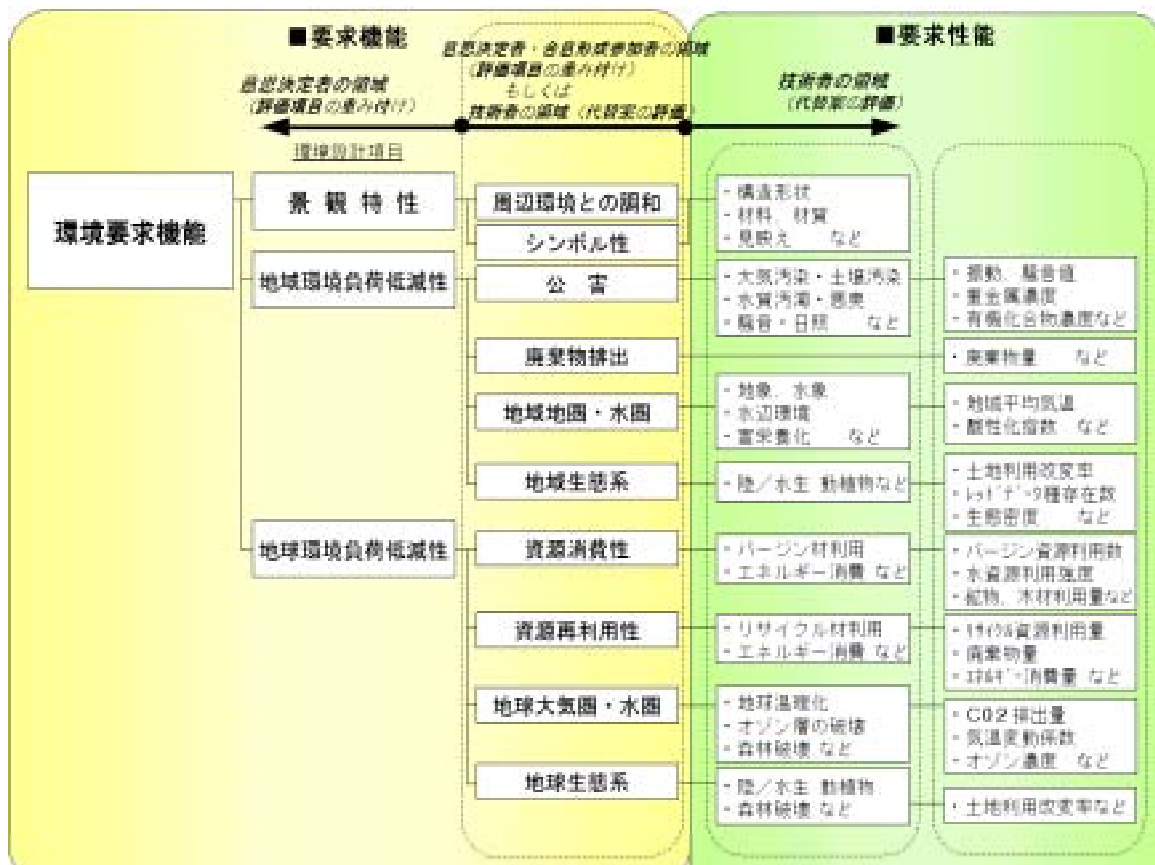 ■要求機能
■要求性能
意思決定者の領域
(評価項目の重み付け)
意思決定者・合意形成参加者の領域
(評価項目の重み付け)
もしくは
技術者の領域(代替案の評価)
技術者の領域
(代替案の評価)
環境設計項目
環境要求機能
景観特性
地域環境負荷低減性
地球環境負荷低減性
周辺環境との調和
シンボル性
公害
廃棄物排出
地域地圏・水圏
地域生態系
資源消費性
資源再利用性
地球大気圏・水圏
地球生態系
・構造形状
・材料、材質
・見映え など
・大気汚染・土壌汚染
・水質汚濁・悪臭
・騒音・日照 など
・地象、水象
・水辺環境
・富栄養化 など
・陸/水生 動植物など
・バージン材利用
・エネルギー消費 など
・リサイクル材利用
・エネルギー消費 など
・地球温暖化
・オゾン層の破壊
・森林破壊 など
・陸/水生 動植物
・森林破壊 など
・振動、騒音値
・重金属濃度
・有機化合物濃度など
・廃棄物量 など
・地域平均気温
・酸性化指数 など
・土地利用改変率
・ﾚｯﾄﾞﾃﾞｰﾀ種存在数
・生態密度 など
・バージン資源利用数
・水資源利用強度
・鉱物、木材利用量など
・ﾘｻｲｸﾙ資源利用量
・廃棄物量
・ｴﾈﾙｷﾞｰ消費量 など
・CO2排出量
・気温変動係数
・オゾン濃度 など
・土地利用改変率など